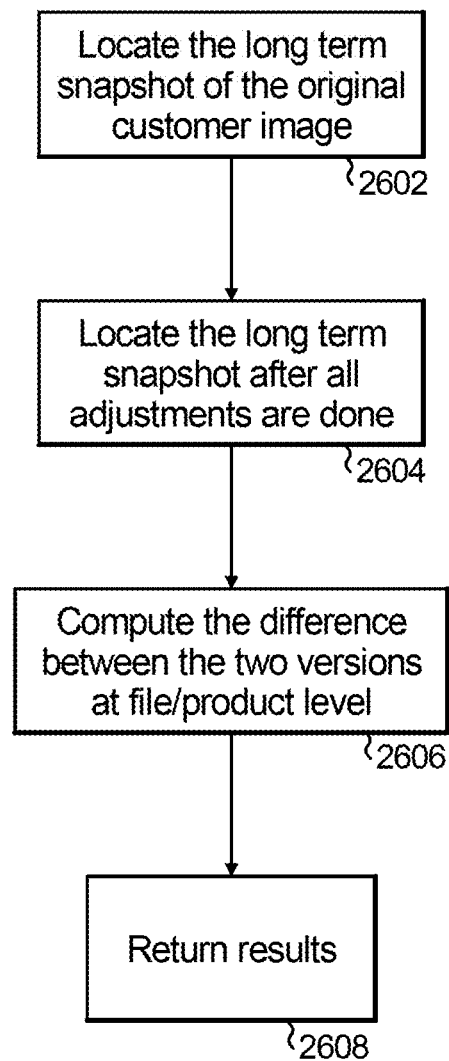 Locate the long term
snapshot of the original
customer image
2602
Locate the long term
snapshot after all
adjustments are done
2604
Compute the difference
between the two versions
at file/product level
2606
Return results
2608